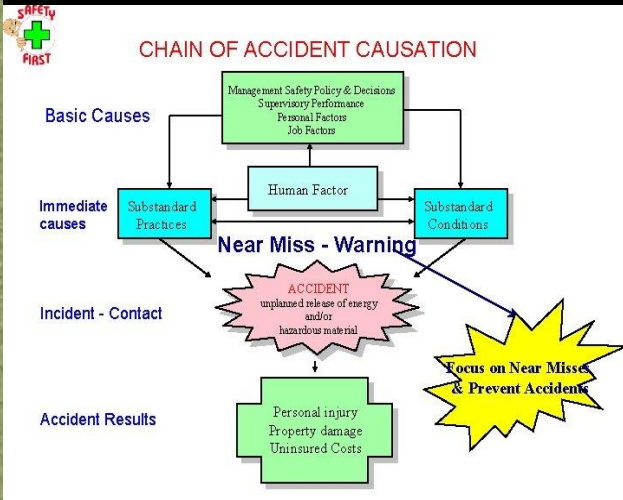 SAFETY
FIRST
CHAIN OF ACCIDENT CAUSATION
Basic Causes
Management Safety Policy & Decisions
Supervisory Performance
Personal Factors
Job Factors
Human Factor
Immediate
causes
Substandard
Practices
Substandard
Conditions
Near Miss - Warning
Incident - Contact
ACCIDENT
unplanned release of energy
and/or
hazardous material
Focus on Near Misses
& Prevent Accidents
Accident Results
Personal injury
Property damage
Uninsured Costs